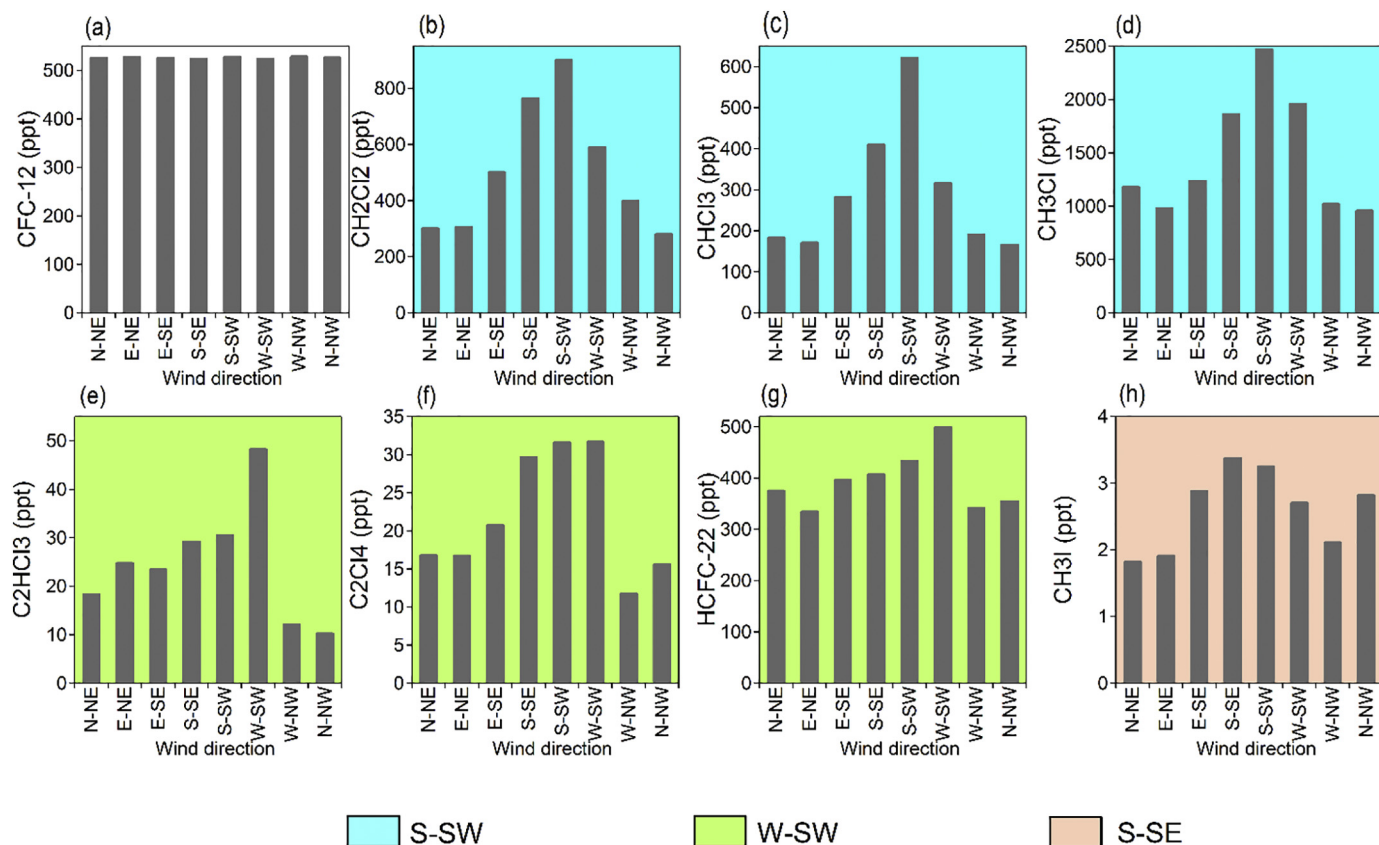 (a)
(b)
(c)
(d)
CFC-12 (ppt)
500
400
300
200
100
0
N-NE
E-NE
E-SE
S-SE
S-SW
W-SW
W-NW
N-NW
Wind direction
CH2Cl2 (ppt)
800
600
400
200
0
N-NE
E-NE
E-SE
S-SE
S-SW
W-SW
W-NW
N-NW
Wind direction
CHCl3 (ppt)
600
500
400
300
200
100
0
N-NE
E-NE
E-SE
S-SE
S-SW
W-SW
W-NW
N-NW
Wind direction
CH3Cl (ppt)
2500
2000
1500
1000
500
0
N-NE
E-NE
E-SE
S-SE
S-SW
W-SW
W-NW
N-NW
Wind direction
(e)
(f)
(g)
(h)
C2HCl3 (ppt)
50
40
30
20
10
0
N-NE
E-NE
E-SE
S-SE
S-SW
W-SW
W-NW
N-NW
Wind direction
C2Cl4 (ppt)
35
30
25
20
15
10
5
0
N-NE
E-NE
E-SE
S-SE
S-SW
W-SW
W-NW
N-NW
Wind direction
HCFC-22 (ppt)
500
400
300
200
100
0
N-NE
E-NE
E-SE
S-SE
S-SW
W-SW
W-NW
N-NW
Wind direction
CH3I (ppt)
4
3
2
1
0
N-NE
E-NE
E-SE
S-SE
S-SW
W-SW
W-NW
N-NW
Wind direction
S-SW
W-SW
S-SE